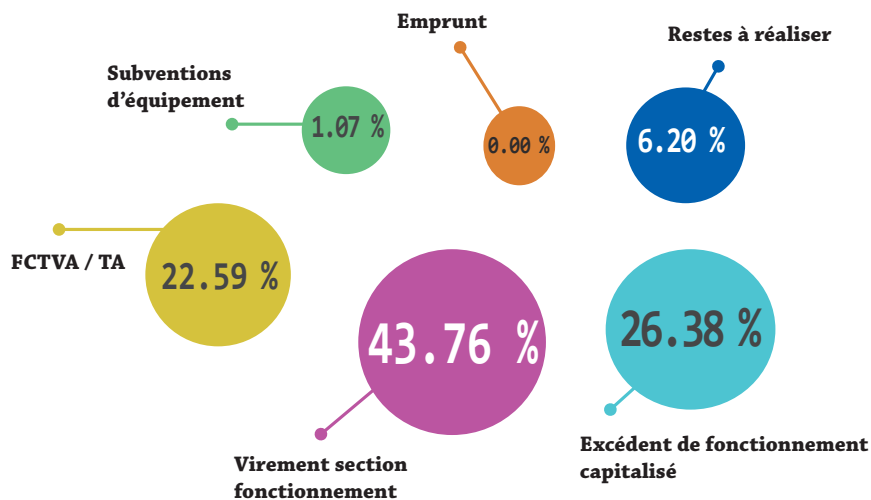 Emprunt
Restes à réaliser
Subventions
d'équipement
1.07 %
0.00 %
6.20 %
FCTVA / TA
22.59 %
43.76 %
26.38 %
Virement section
fonctionnement
Excédent de fonctionnement
capitalisé